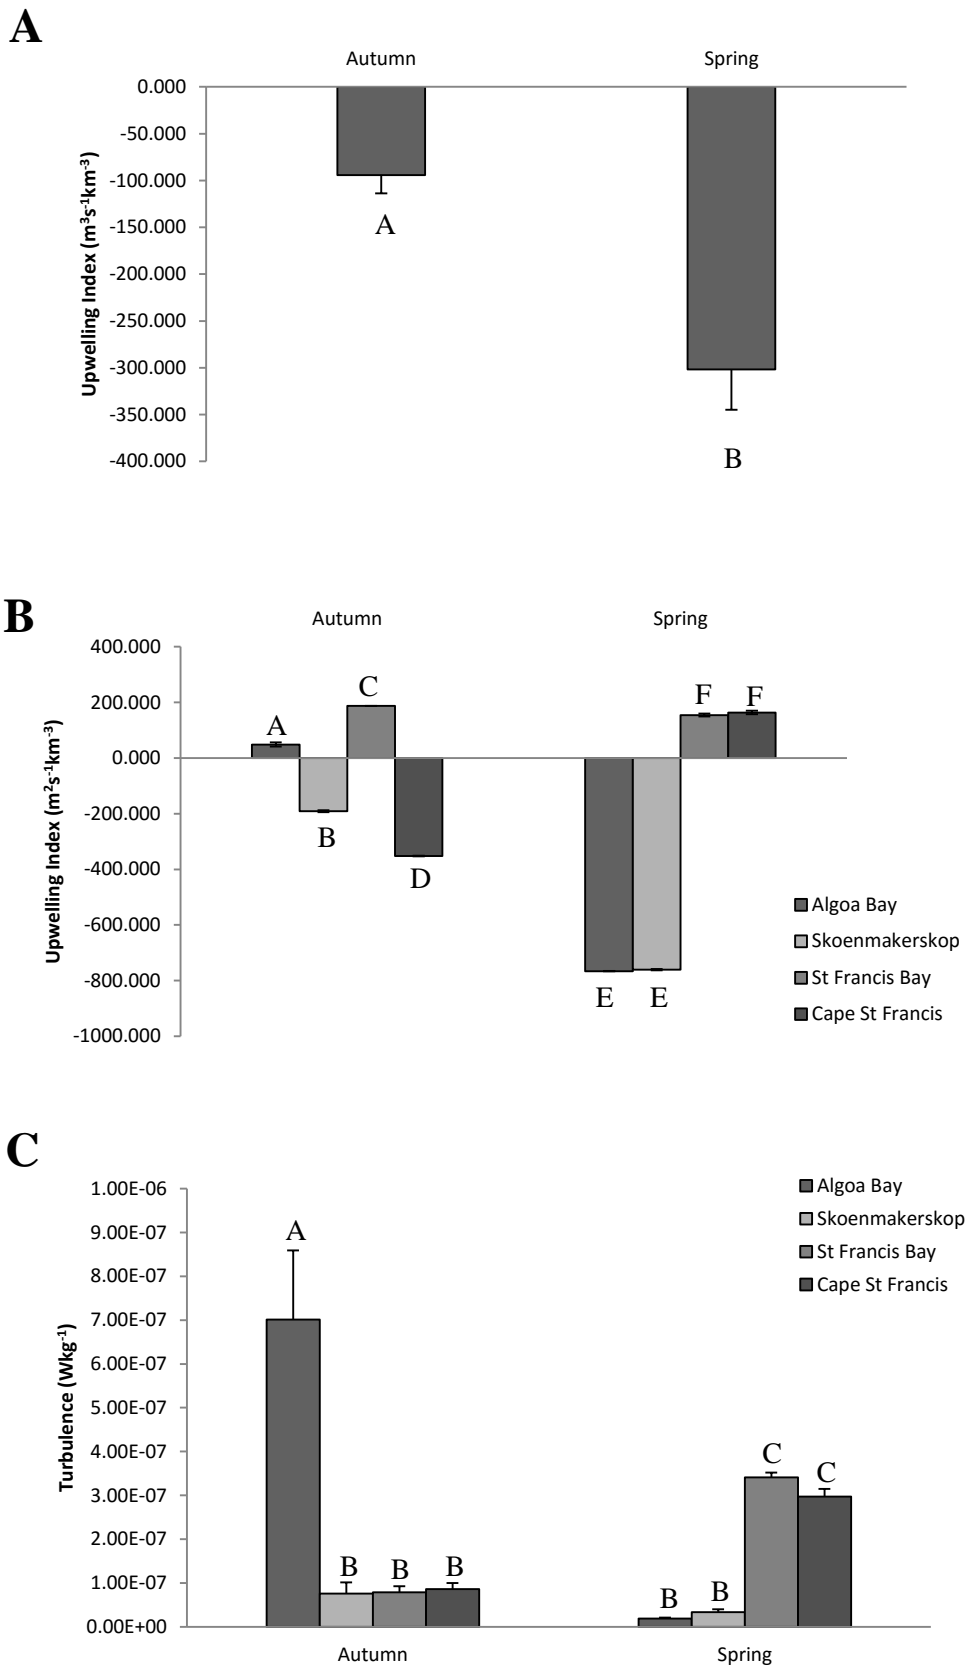 A
Autumn Spring
0.000
-50.000
-100.000
-150.000
-200.000
-250.000
-300.000
-350.000
-400.000
Upwelling Index (m³s⁻¹km⁻³)
A
B
B
Autumn Spring
400.000
200.000
0.000
-200.000
-400.000
-600.000
-800.000
-1000.000
Upwelling Index (m²s⁻¹km⁻³)
A
B
C
D
E
E
F
F
Algoa Bay
Skoenmakerskop
St Francis Bay
Cape St Francis
C
1.00E-06
9.00E-07
8.00E-07
7.00E-07
6.00E-07
5.00E-07
4.00E-07
3.00E-07
2.00E-07
1.00E-07
0.00E+00
Turbulence (Wkg⁻¹)
A
B
B
B
B
B
C
C
Algoa Bay
Skoenmakerskop
St Francis Bay
Cape St Francis
Autumn Spring